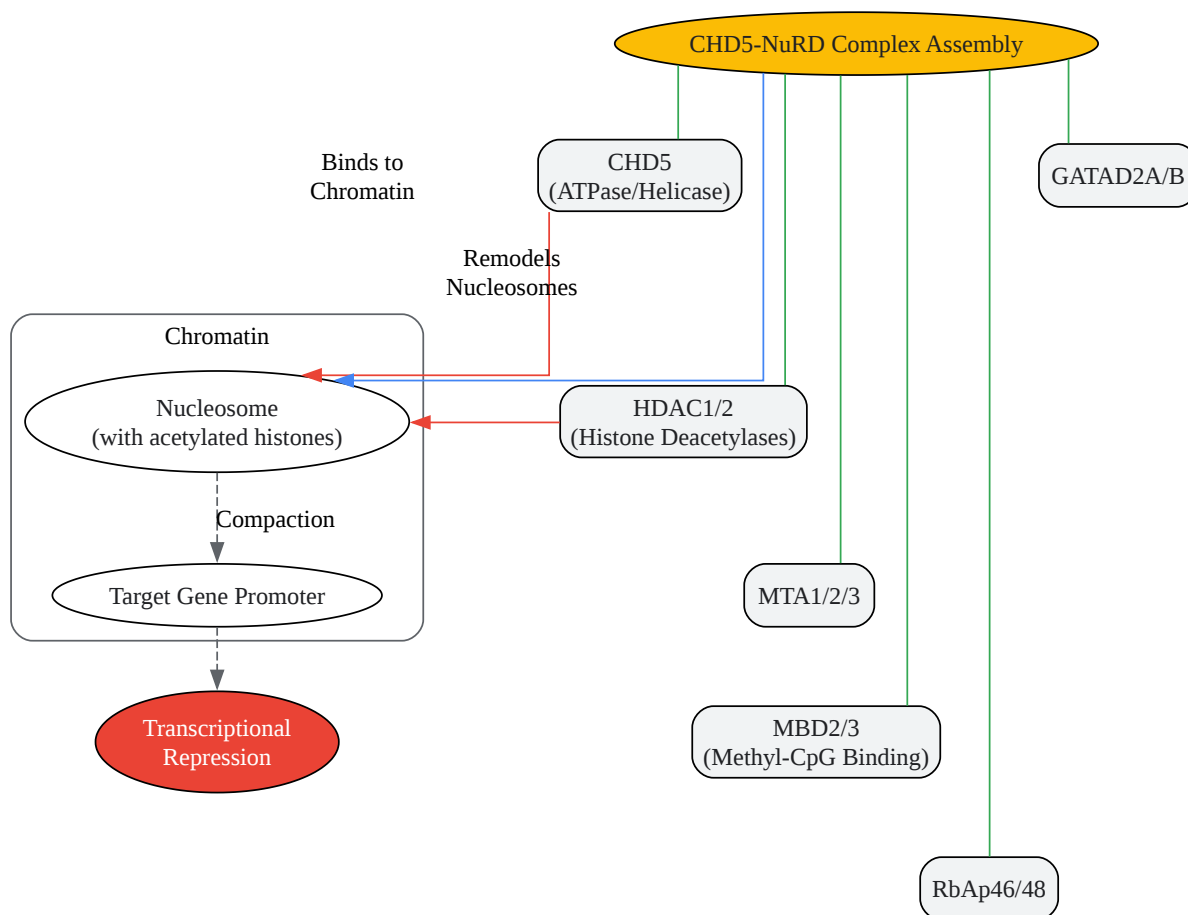 CHD5-NuRD Complex Assembly
Binds to
Chromatin
CHD5
(ATPase/Helicase)
GATAD2A/B
Remodels
Nucleosomes
Chromatin
Nucleosome
(with acetylated histones)
HDAC1/2
(Histone Deacetylases)
Compaction
Target Gene Promoter
MTA1/2/3
Transcriptional
Repression
MBD2/3
(Methyl-CpG Binding)
RbAp46/48